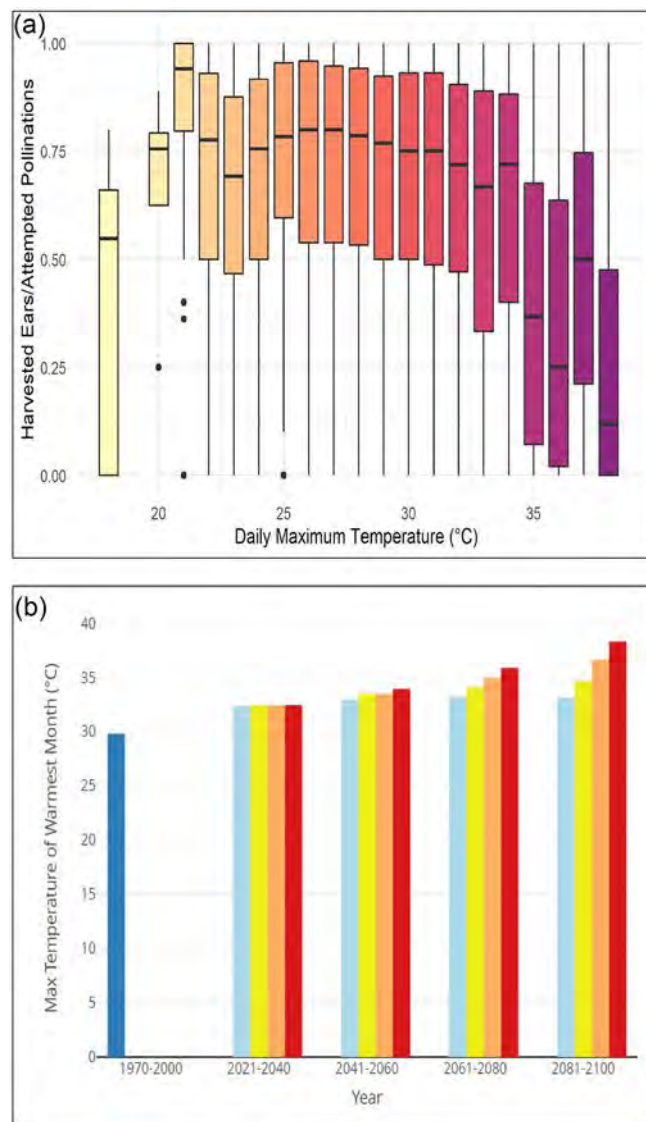 (a)
Harvested Ears/Attempted Pollinations
1.00
0.75
0.50
0.25
0.00
20 25 30 35
Daily Maximum Temperature (°C)
(b)
Max Temperature of Warmest Month (°C)
40
35
30
25
20
15
10
5
0
1970-2000 2021-2040 2041-2060 2061-2080 2081-2100
Year